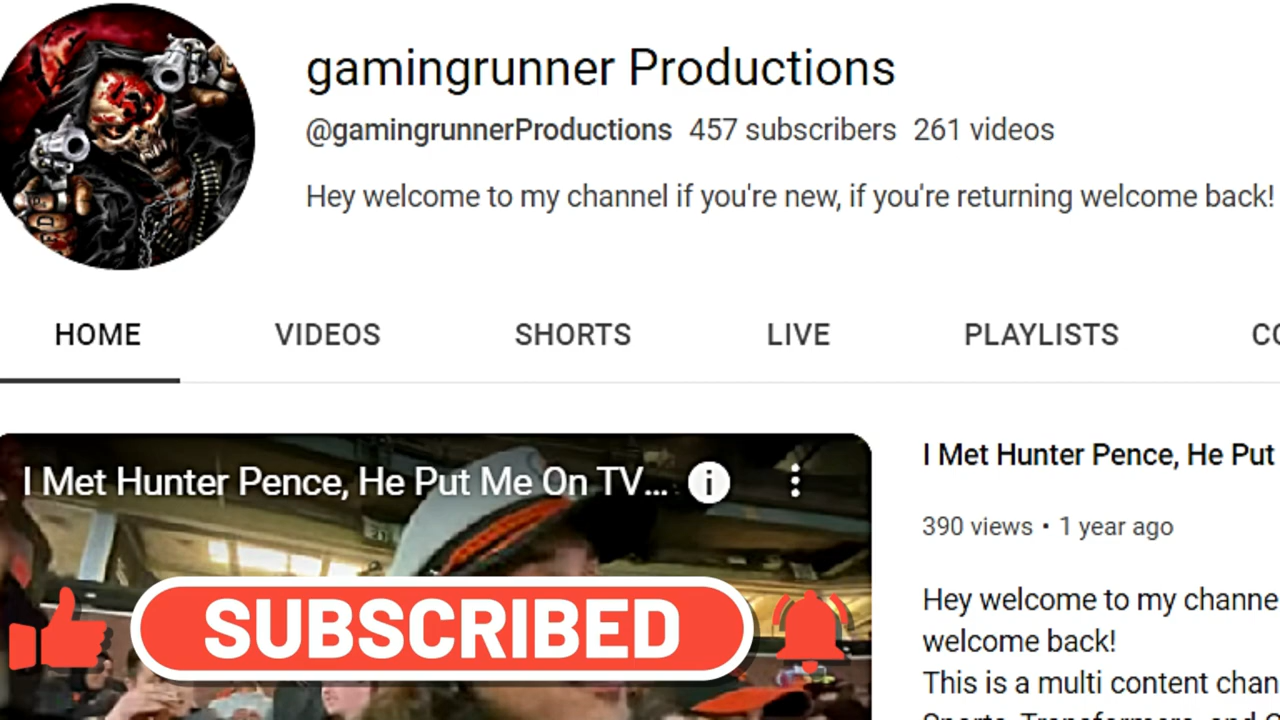 gamingrunner Productions
@gamingrunnerProductions 457 subscribers 261 videos
Hey welcome to my channel if you're new, if you're returning welcome back!
HOME VIDEOS SHORTS LIVE PLAYLISTS
I Met Hunter Pence, He Put Me On TV...
SUBSCRIBED
I Met Hunter Pence, He Put
390 views • 1 year ago
Hey welcome to my channe
welcome back!
This is a multi content chan
Sports, Transformers, and